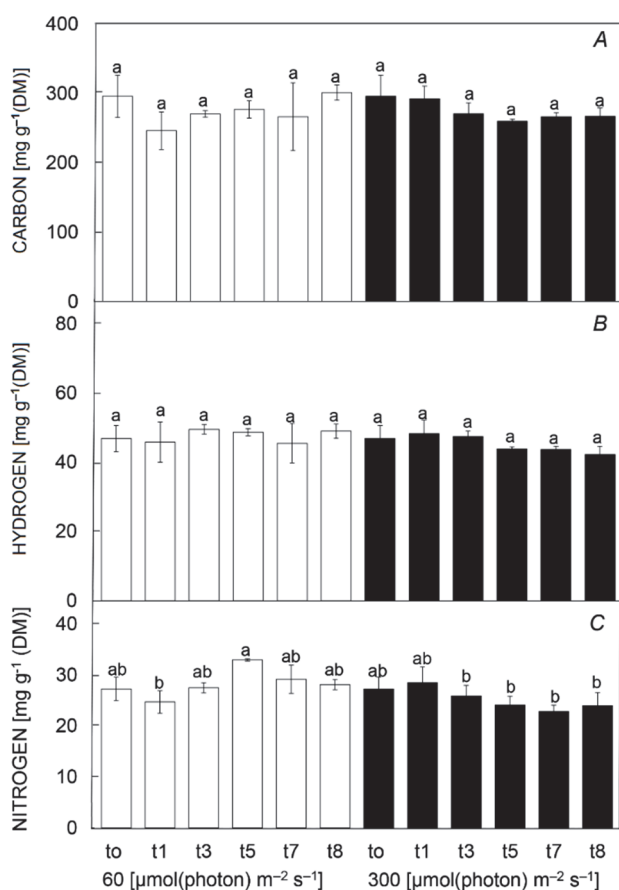 400
A
a a a a a a a a a a a a
300
200
100
0
CARBON [mg g⁻¹(DM)]
80
B
60
a a a a a a a a a a a a
40
20
0
HYDROGEN [mg g⁻¹(DM)]
40
C
ab b ab a ab ab ab ab b b b b
30
20
10
0
NITROGEN [mg g⁻¹ (DM)]
to t1 t3 t5 t7 t8 to t1 t3 t5 t7 t8
60 [µmol(photon) m⁻² s⁻¹] 300 [µmol(photon) m⁻² s⁻¹]